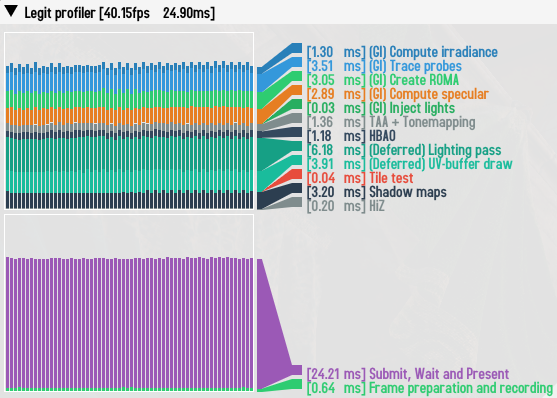 Legit profiler [40.15fps 24.90ms]
[1.30 ms] (GI) Compute irradiance
[3.51 ms] (GI) Trace probes
[3.05 ms] (GI) Create ROMA
[2.89 ms] (GI) Compute specular
[0.03 ms] (GI) Inject lights
[1.36 ms] TAA + Tonemapping
[1.18 ms] HBAO
[6.18 ms] (Deferred) Lighting pass
[3.91 ms] (Deferred) UV-buffer draw
[0.04 ms] Tile test
[3.20 ms] Shadow maps
[0.20 ms] HiZ
[24.21 ms] Submit, Wait and Present
[0.64 ms] Frame preparation and recording